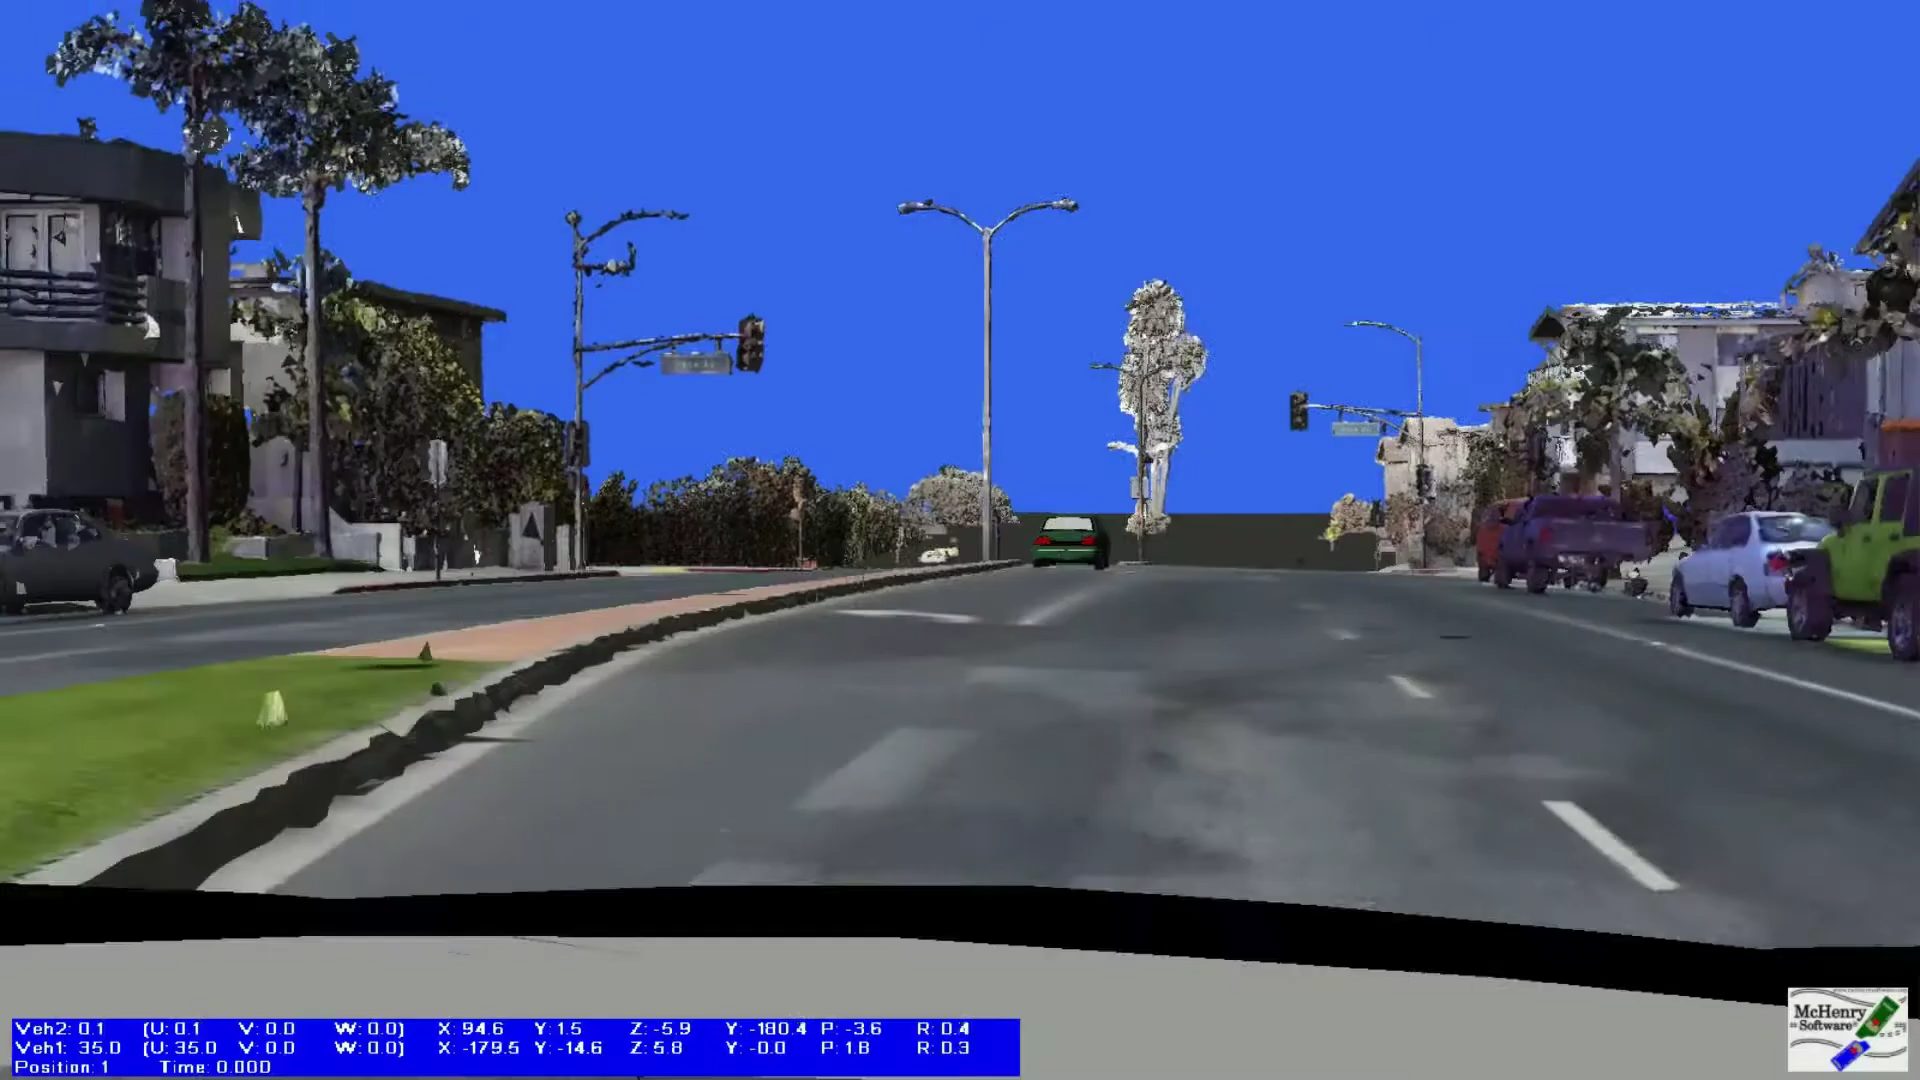 McHenry
Software
Veh2: 0.1 (U: 0.1 V: 0.0 W: 0.0) X: 94.6 Y: 1.5 Z: -5.9 Y: -180.4 P: -3.6 R: 0.4
Veh1: 35.0 (U: 35.0 V: 0.0 W: 0.0) X: -179.5 Y: -14.6 Z: 5.8 Y: -0.0 P: 1.8 R: 0.3
Position: 1 Time: 0.000